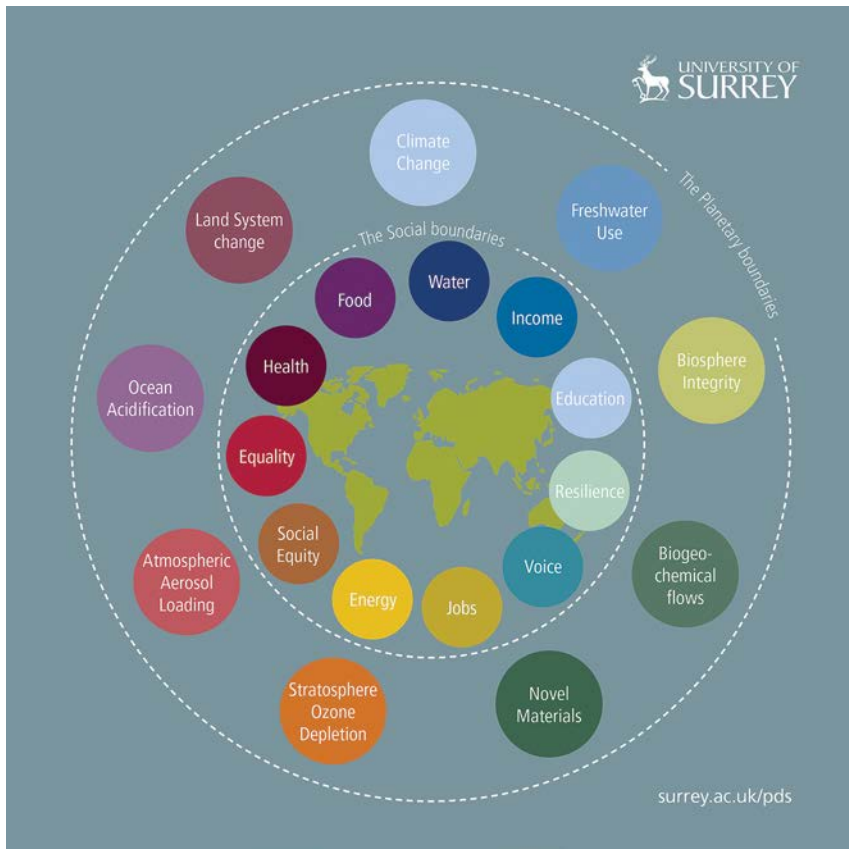 UNIVERSITY OF
SURREY
The Planetary boundaries
Climate
Change
Freshwater
Use
Biosphere
Integrity
Biogeo-
chemical
flows
Novel
Materials
Stratosphere
Ozone
Depletion
Atmospheric
Aerosol
Loading
Ocean
Acidification
Land System
change
The Social boundaries
Water
Income
Education
Resilience
Voice
Jobs
Energy
Social
Equity
Equality
Health
Food
surrey.ac.uk/pds